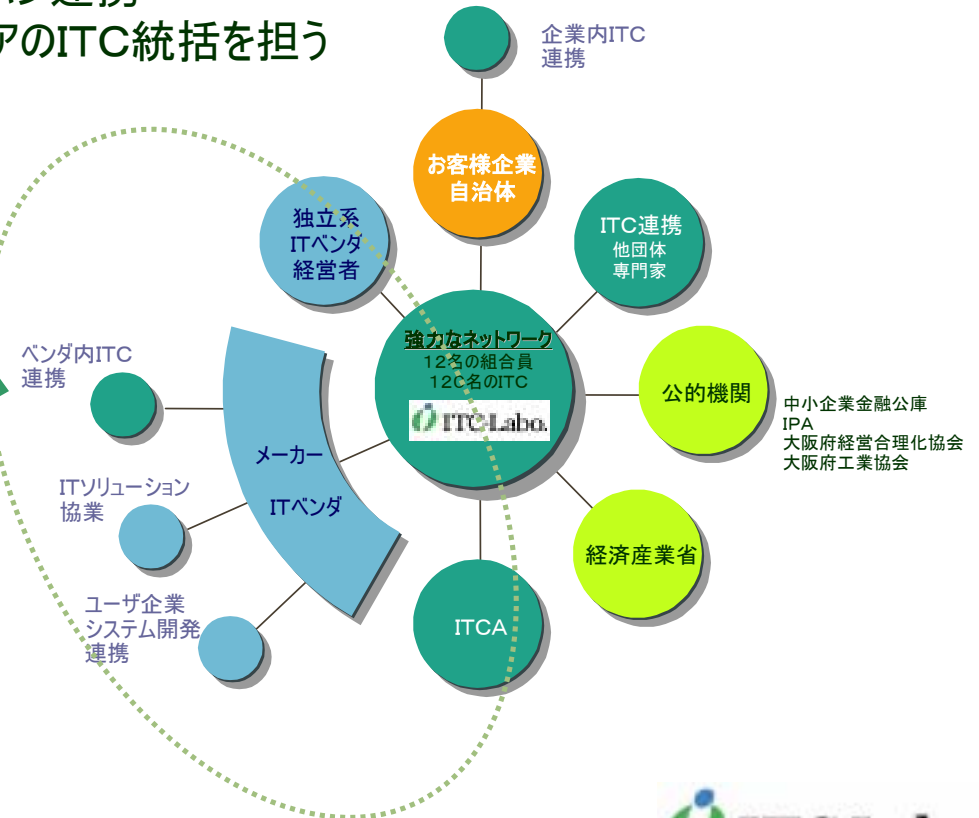 連携
アのITC統括を担う
企業内ITC
連携
お客様企業
自治体
独立系
ITベンダ
経営者
ITC連携
他団体
専門家
強力なネットワーク
12名の組合員
120名のITC
ITC-Labo.
公的機関
中小企業金融公庫
IPA
大阪府経営合理化協会
大阪府工業協会
ベンダ内ITC
連携
メーカー
ITベンダ
ITソリューション
協業
経済産業省
ユーザ企業
システム開発
連携
ITCA